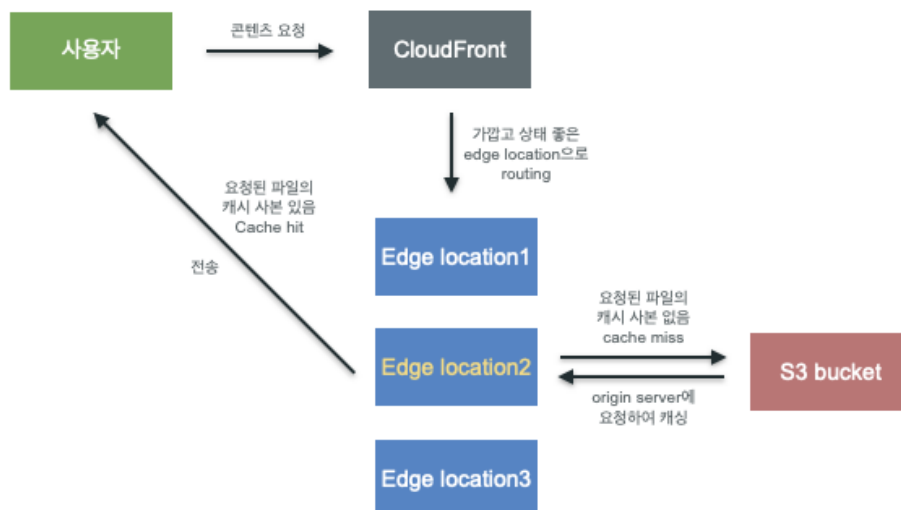 사용자
콘텐츠 요청
CloudFront
가깝고 상태 좋은
edge location으로
routing
요청된 파일의
캐시 사본 있음
Cache hit
전송
Edge location1
Edge location2
Edge location3
요청된 파일의
캐시 사본 없음
cache miss
origin server에
요청하여 캐싱
S3 bucket